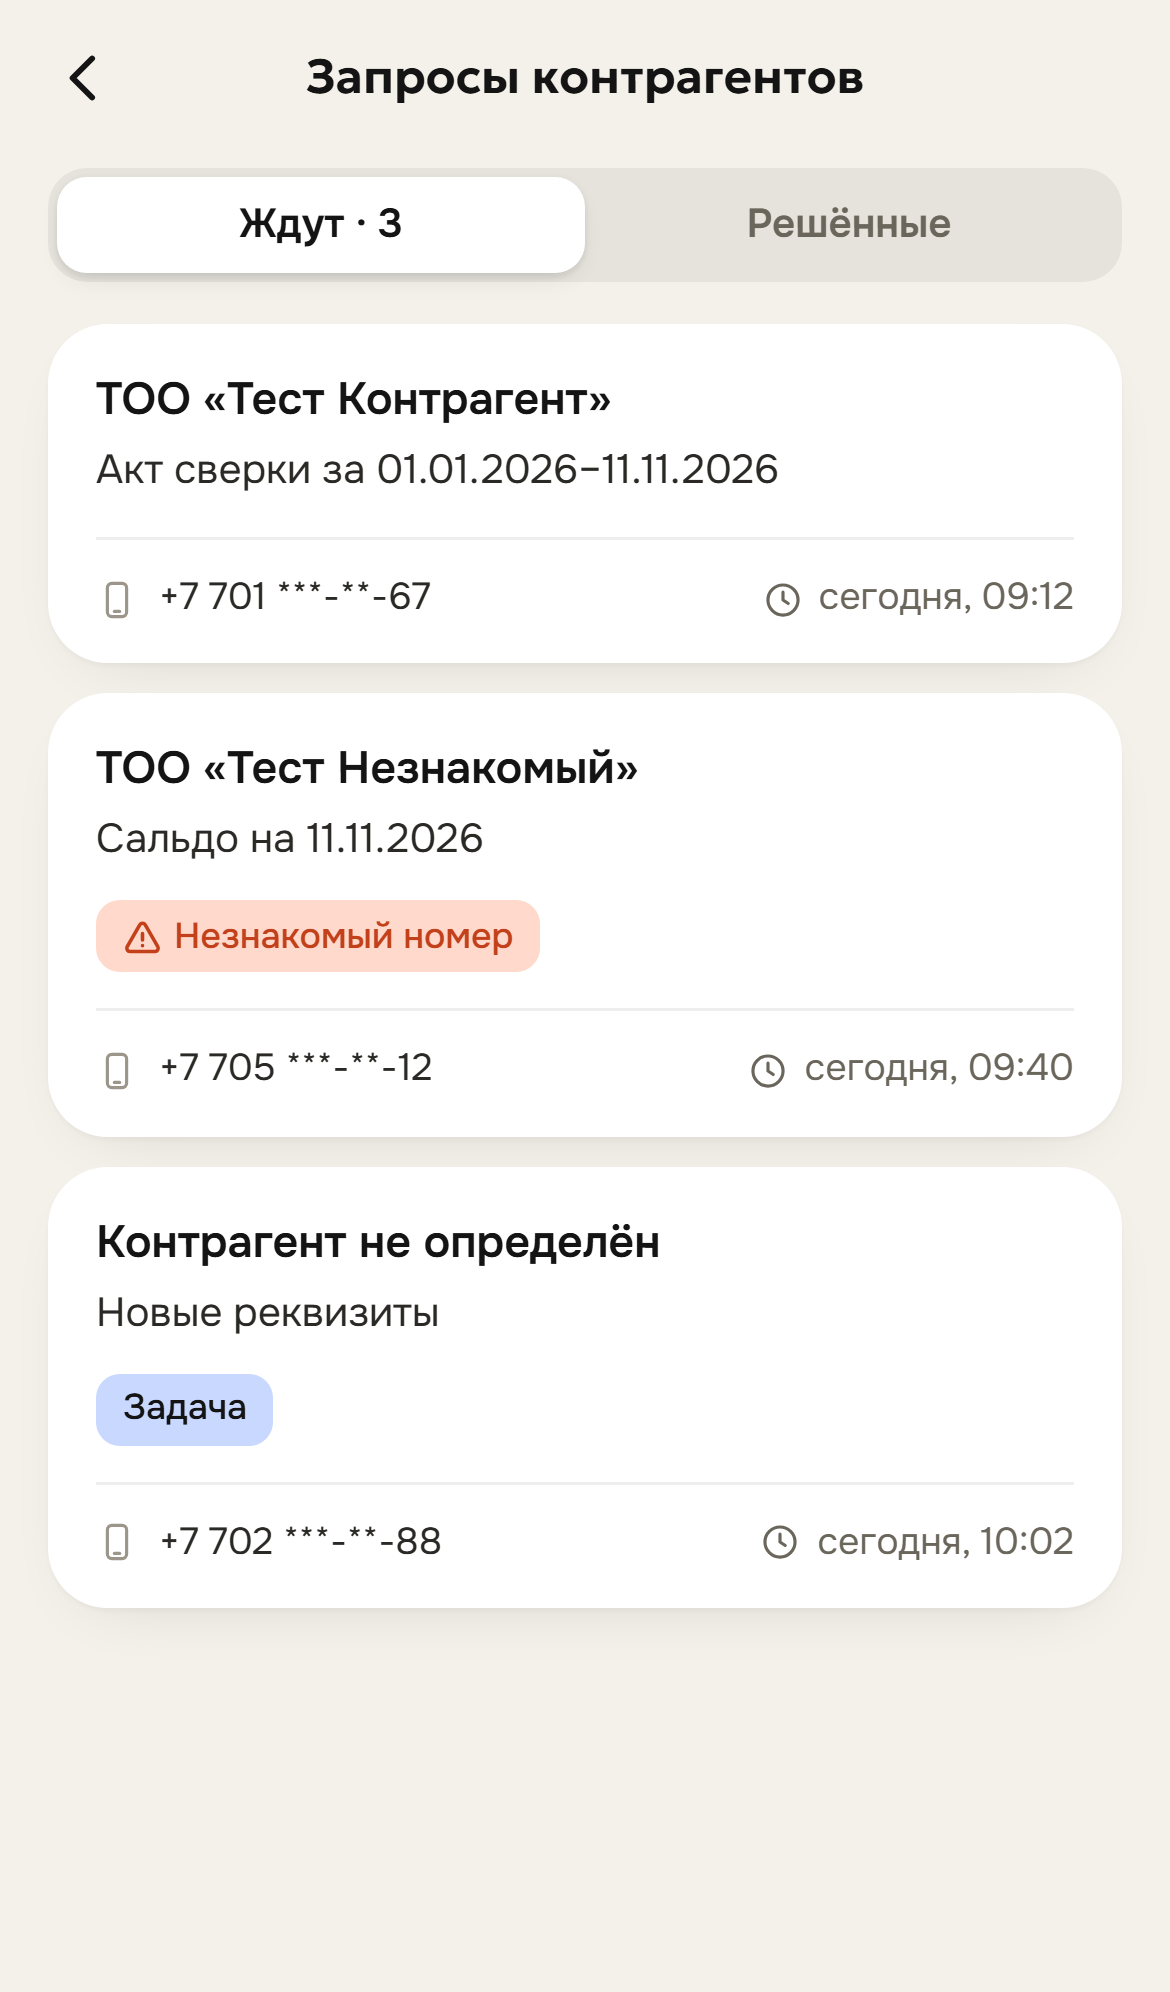 Запросы контрагентов
Ждут · 3
Решённые
ТОО «Тест Контрагент»
Акт сверки за 01.01.2026–11.11.2026
+7 701 ***-**-67
сегодня, 09:12
ТОО «Тест Незнакомый»
Сальдо на 11.11.2026
Незнакомый номер
+7 705 ***-**-12
сегодня, 09:40
Контрагент не определён
Новые реквизиты
Задача
+7 702 ***-**-88
сегодня, 10:02